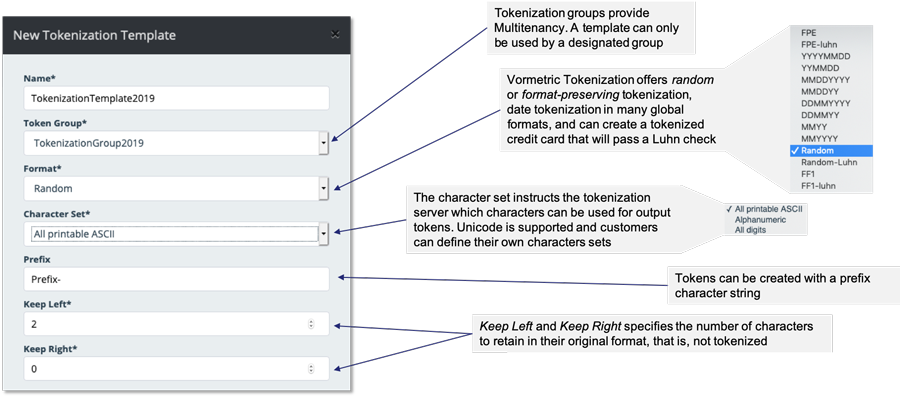 New Tokenization Template
×
Name*
TokenizationTemplate2019
Token Group*
TokenizationGroup2019
Format*
Random
Character Set*
All printable ASCII
Prefix
Prefix-
Keep Left*
2
Keep Right*
0
Tokenization groups provide
Multitenancy. A template can only
be used by a designated group
Vormetric Tokenization offers random
or format-preserving tokenization,
date tokenization in many global
formats, and can create a tokenized
credit card that will pass a Luhn check
FPE
FPE-luhn
YYYYMMDD
YYMMDD
MMDDYYYY
MMDDYY
DDMMYYYY
DDMMYY
MMYY
MMYYYY
✓ Random
Random-Luhn
FF1
FF1-luhn
The character set instructs the tokenization
server which characters can be used for output
tokens. Unicode is supported and customers
can define their own characters sets
✓ All printable ASCII
Alphanumeric
All digits
Tokens can be created with a prefix
character string
Keep Left and Keep Right specifies the number of characters
to retain in their original format, that is, not tokenized